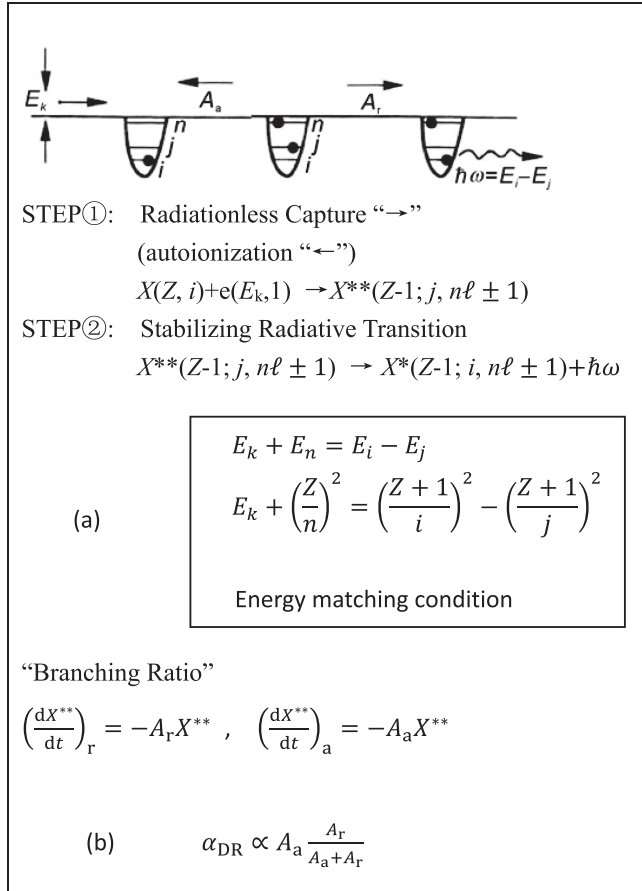 E_k A_a A_r
n n
j j
i i ħω=E_i–E_j
STEP①: Radiationless Capture “→”
(autoionization “←”)
X(Z, i)+e(E_k,1) →X**(Z-1; j, nℓ ± 1)
STEP②: Stabilizing Radiative Transition
X**(Z-1; j, nℓ ± 1) → X*(Z-1; i, nℓ ± 1)+ħω
E_k + E_n = E_i − E_j
(a) E_k + (Z/n)^2 = ((Z + 1)/i)^2 − ((Z + 1)/j)^2
Energy matching condition
“Branching Ratio”
(dX**/dt)_r = −A_r X** , (dX**/dt)_a = −A_a X**
(b) α_DR ∝ A_a A_r/(A_a+A_r)